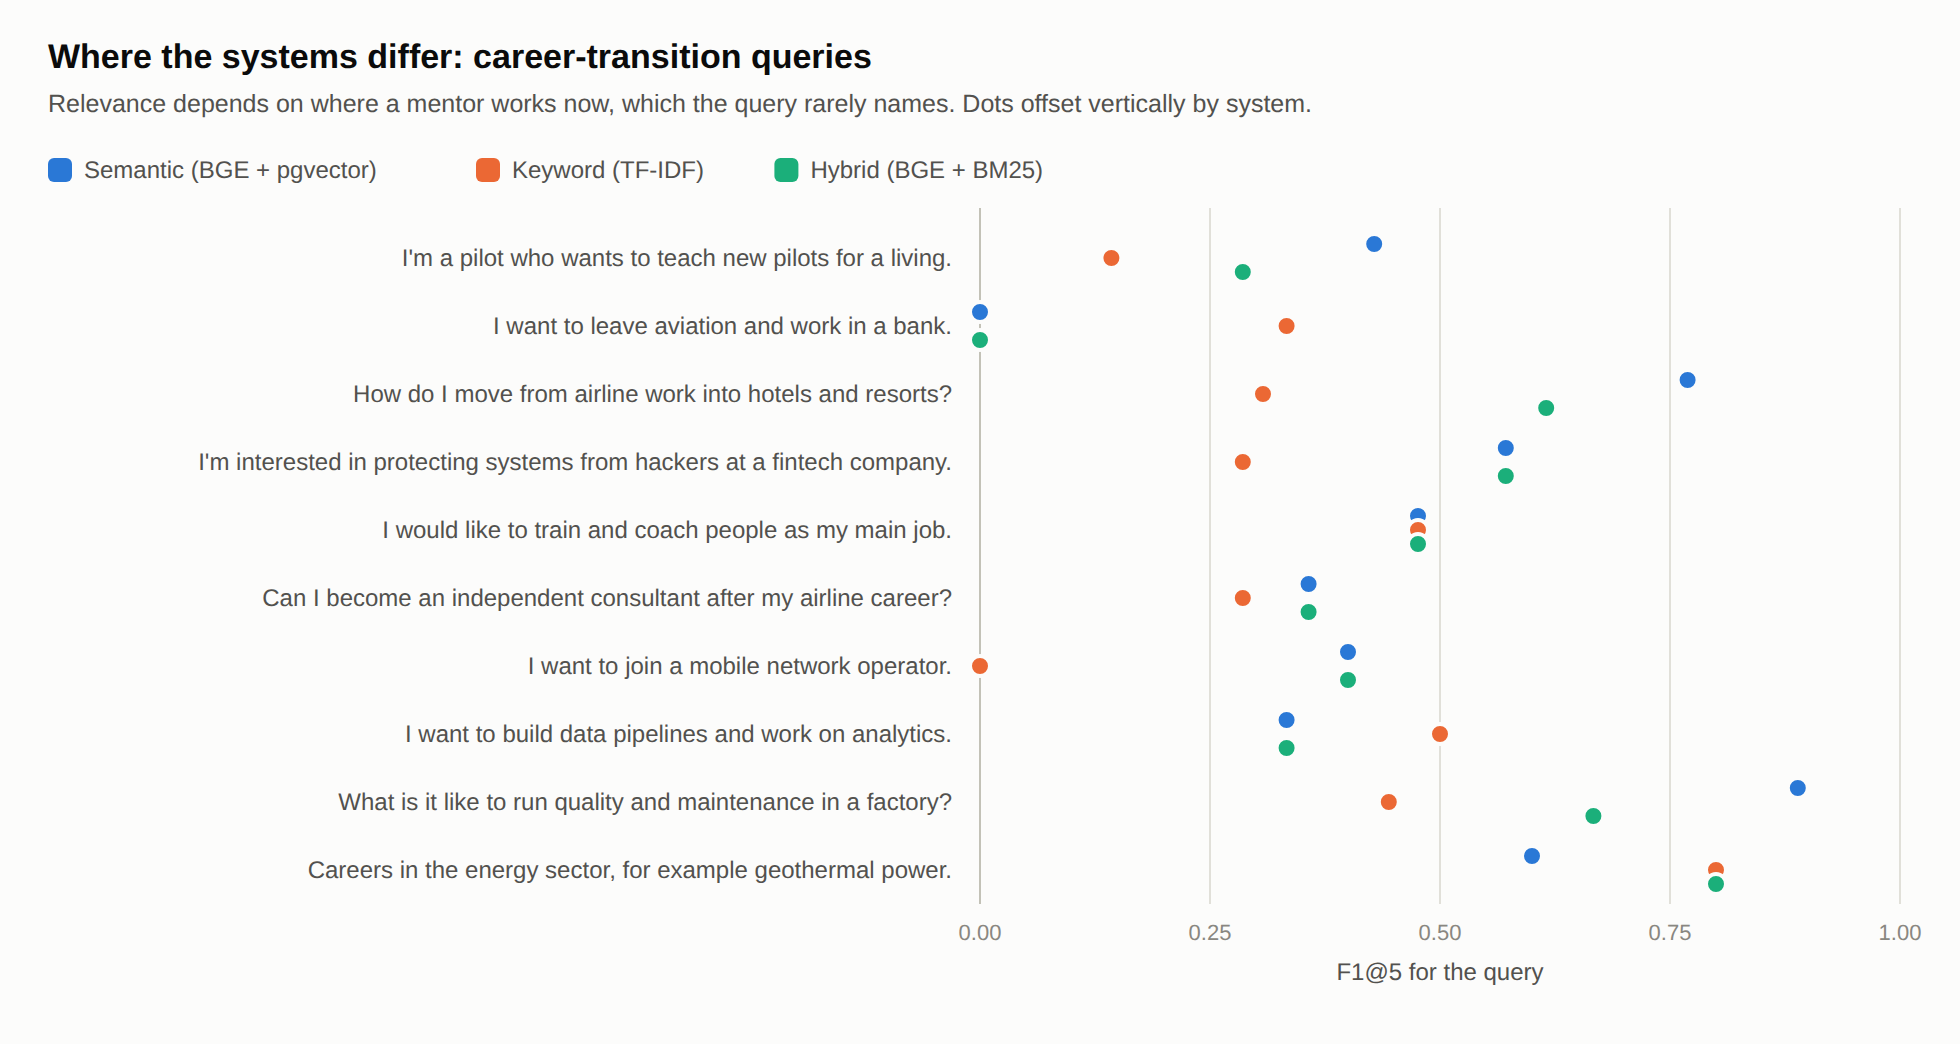 Where the systems differ: career-transition queries
Relevance depends on where a mentor works now, which the query rarely names. Dots offset vertically by system.
Semantic (BGE + pgvector) Keyword (TF-IDF) Hybrid (BGE + BM25)
I'm a pilot who wants to teach new pilots for a living.
I want to leave aviation and work in a bank.
How do I move from airline work into hotels and resorts?
I'm interested in protecting systems from hackers at a fintech company.
I would like to train and coach people as my main job.
Can I become an independent consultant after my airline career?
I want to join a mobile network operator.
I want to build data pipelines and work on analytics.
What is it like to run quality and maintenance in a factory?
Careers in the energy sector, for example geothermal power.
0.00 0.25 0.50 0.75 1.00
F1@5 for the query